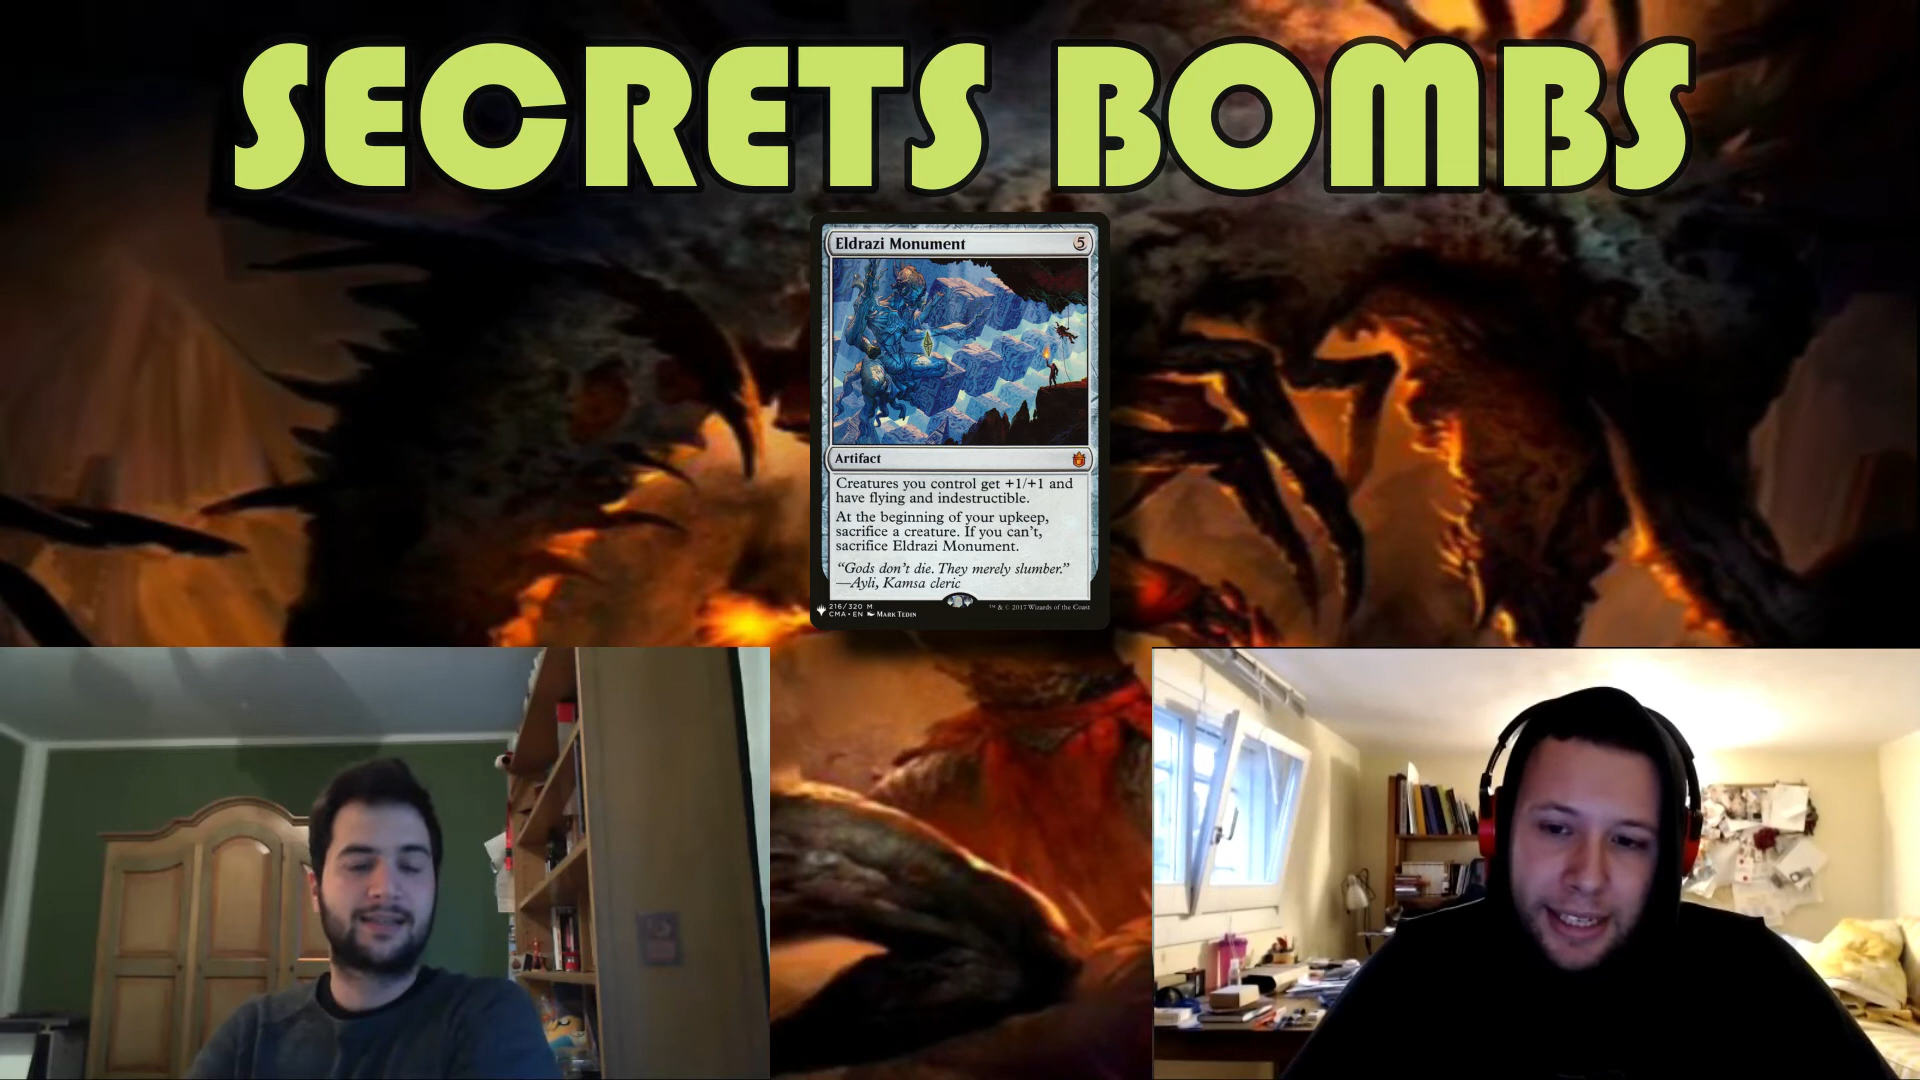 SECRETS BOMBS
Eldrazi Monument 5
Artifact
Creatures you control get +1/+1 and
have flying and indestructible.
At the beginning of your upkeep,
sacrifice a creature. If you can't,
sacrifice Eldrazi Monument.
“Gods don't die. They merely slumber.”
—Ayli, Kamsa cleric
216/320 M
CMA • EN Mark Tedin
™ & © 2017 Wizards of the Coast